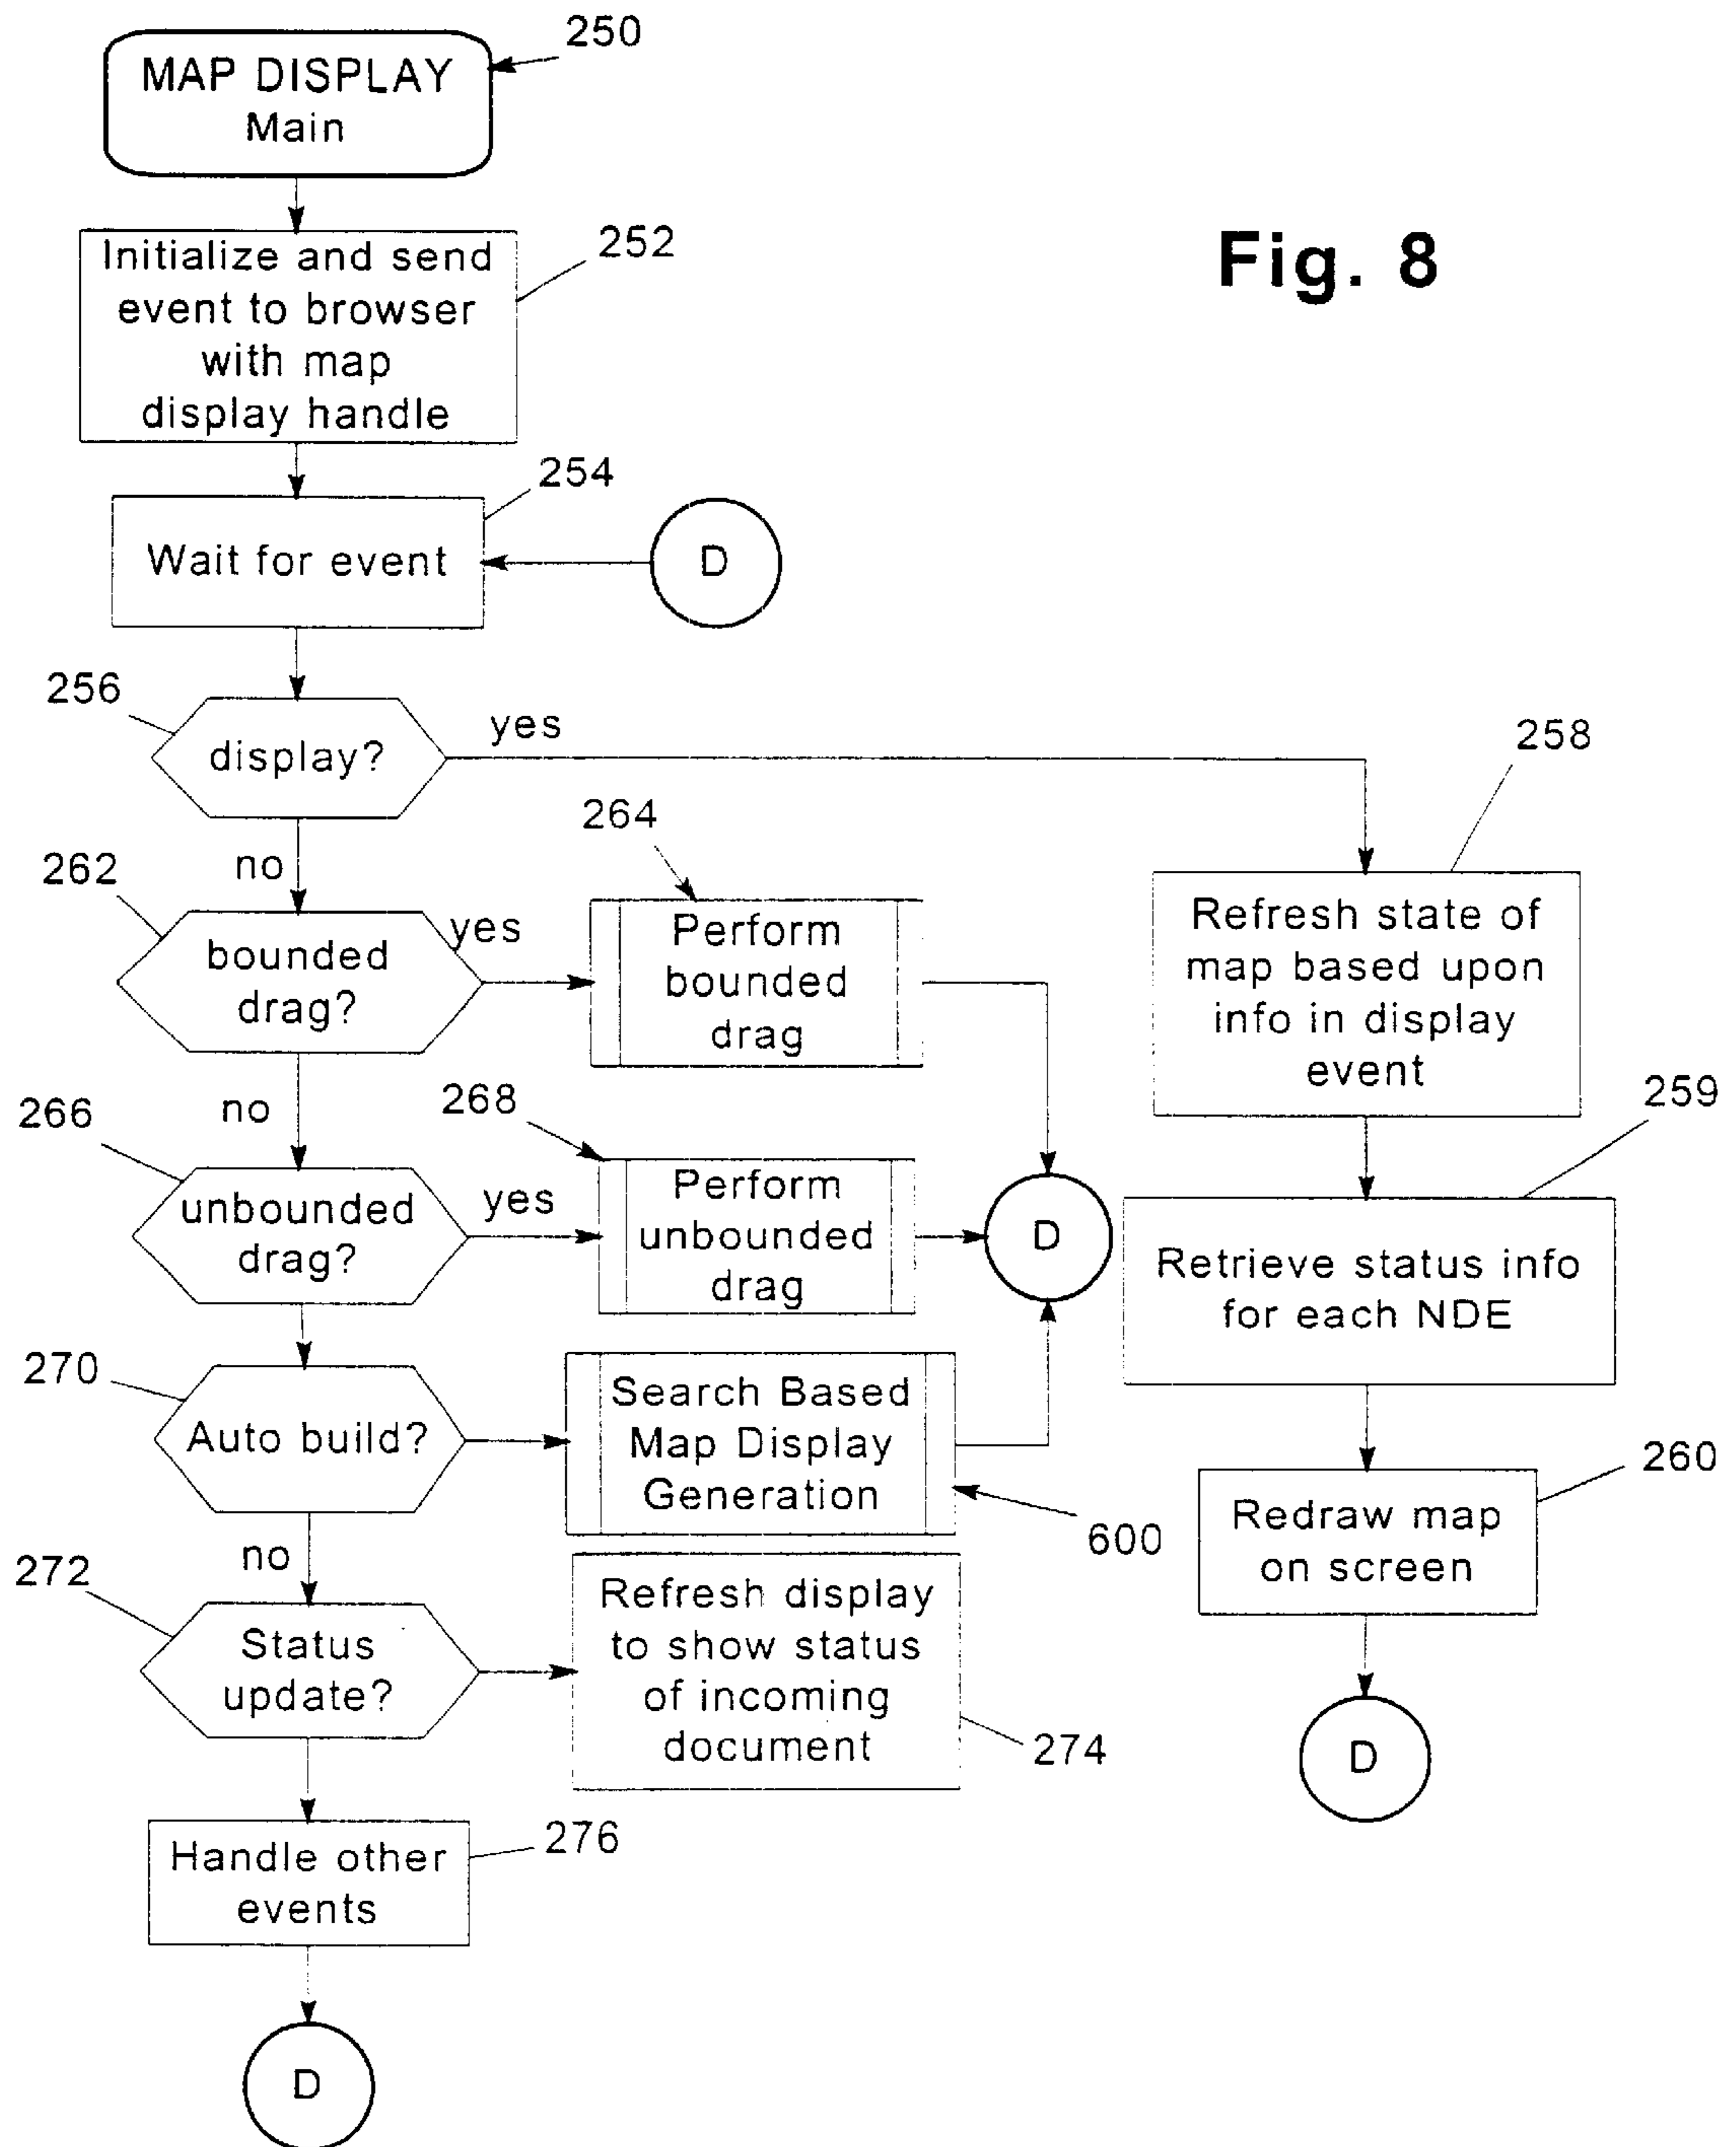 250
MAP DISPLAY
Main
Fig. 8
252
Initialize and send
event to browser
with map
display handle
254
Wait for event
D
256
display?
yes
258
no
264
262
bounded
drag?
yes
Perform
bounded
drag
Refresh state of
map based upon
info in display
event
259
no
268
266
unbounded
drag?
yes
Perform
unbounded
drag
D
Retrieve status info
for each NDE
270
Auto build?
Search Based
Map Display
Generation
600
260
Redraw map
on screen
no
272
Status
update?
Refresh display
to show status
of incoming
document
274
D
276
Handle other
events
D